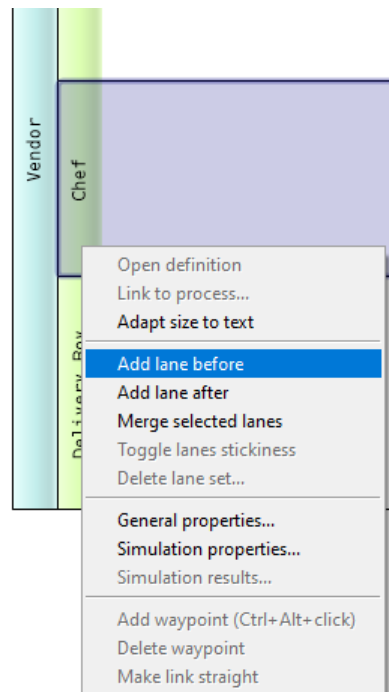 Vendor
Chef
Delivery Boy
Open definition
Link to process...
Adapt size to text
Add lane before
Add lane after
Merge selected lanes
Toggle lanes stickiness
Delete lane set...
General properties...
Simulation properties...
Simulation results...
Add waypoint (Ctrl+Alt+click)
Delete waypoint
Make link straight